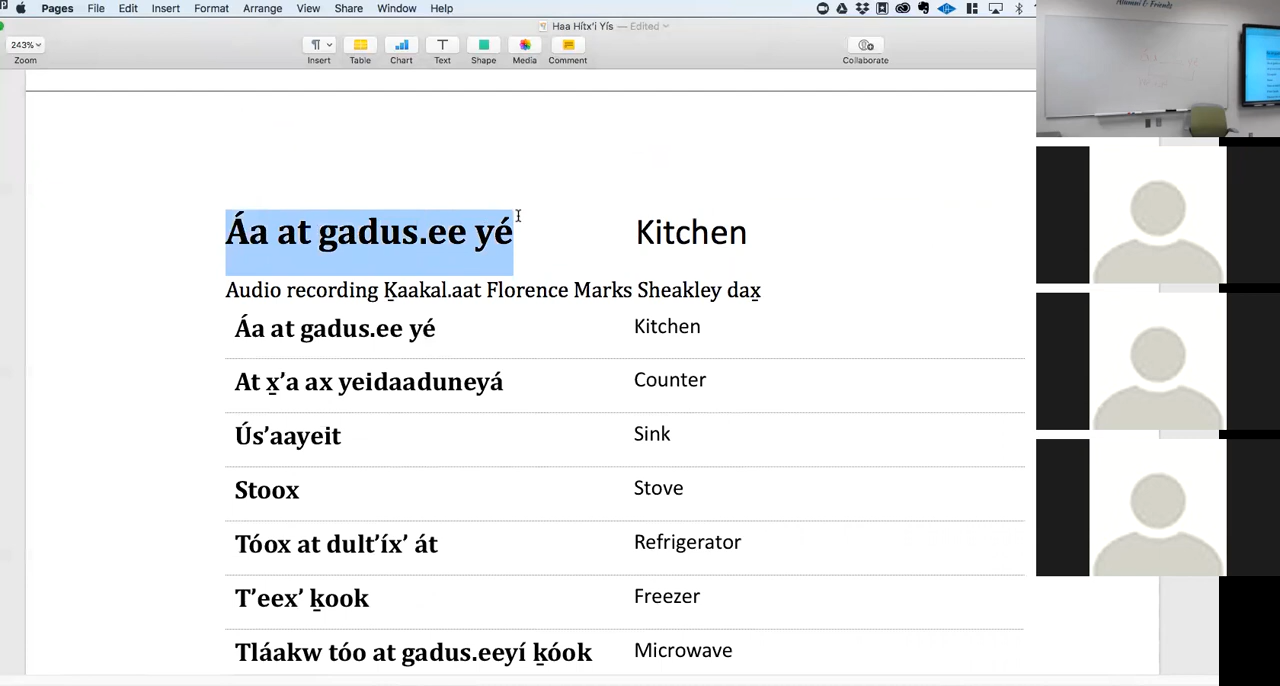 Pages File Edit Insert Format Arrange View Share Window Help
Haa Hítx'i Yís — Edited
243%
Zoom Insert Table Chart Text Shape Media Comment Collaborate
Alumni & Friends
Áa at gadus.ee yé Kitchen
Audio recording Ḵaakal.aat Florence Marks Sheakley dax̱
Áa at gadus.ee yé Kitchen
At x̱’a ax yeidaaduneyá Counter
Ús’aayeit Sink
Stoox Stove
Tóox at dult’íx’ át Refrigerator
T’eex’ ḵook Freezer
Tláakw tóo at gadus.eeyí ḵóok Microwave